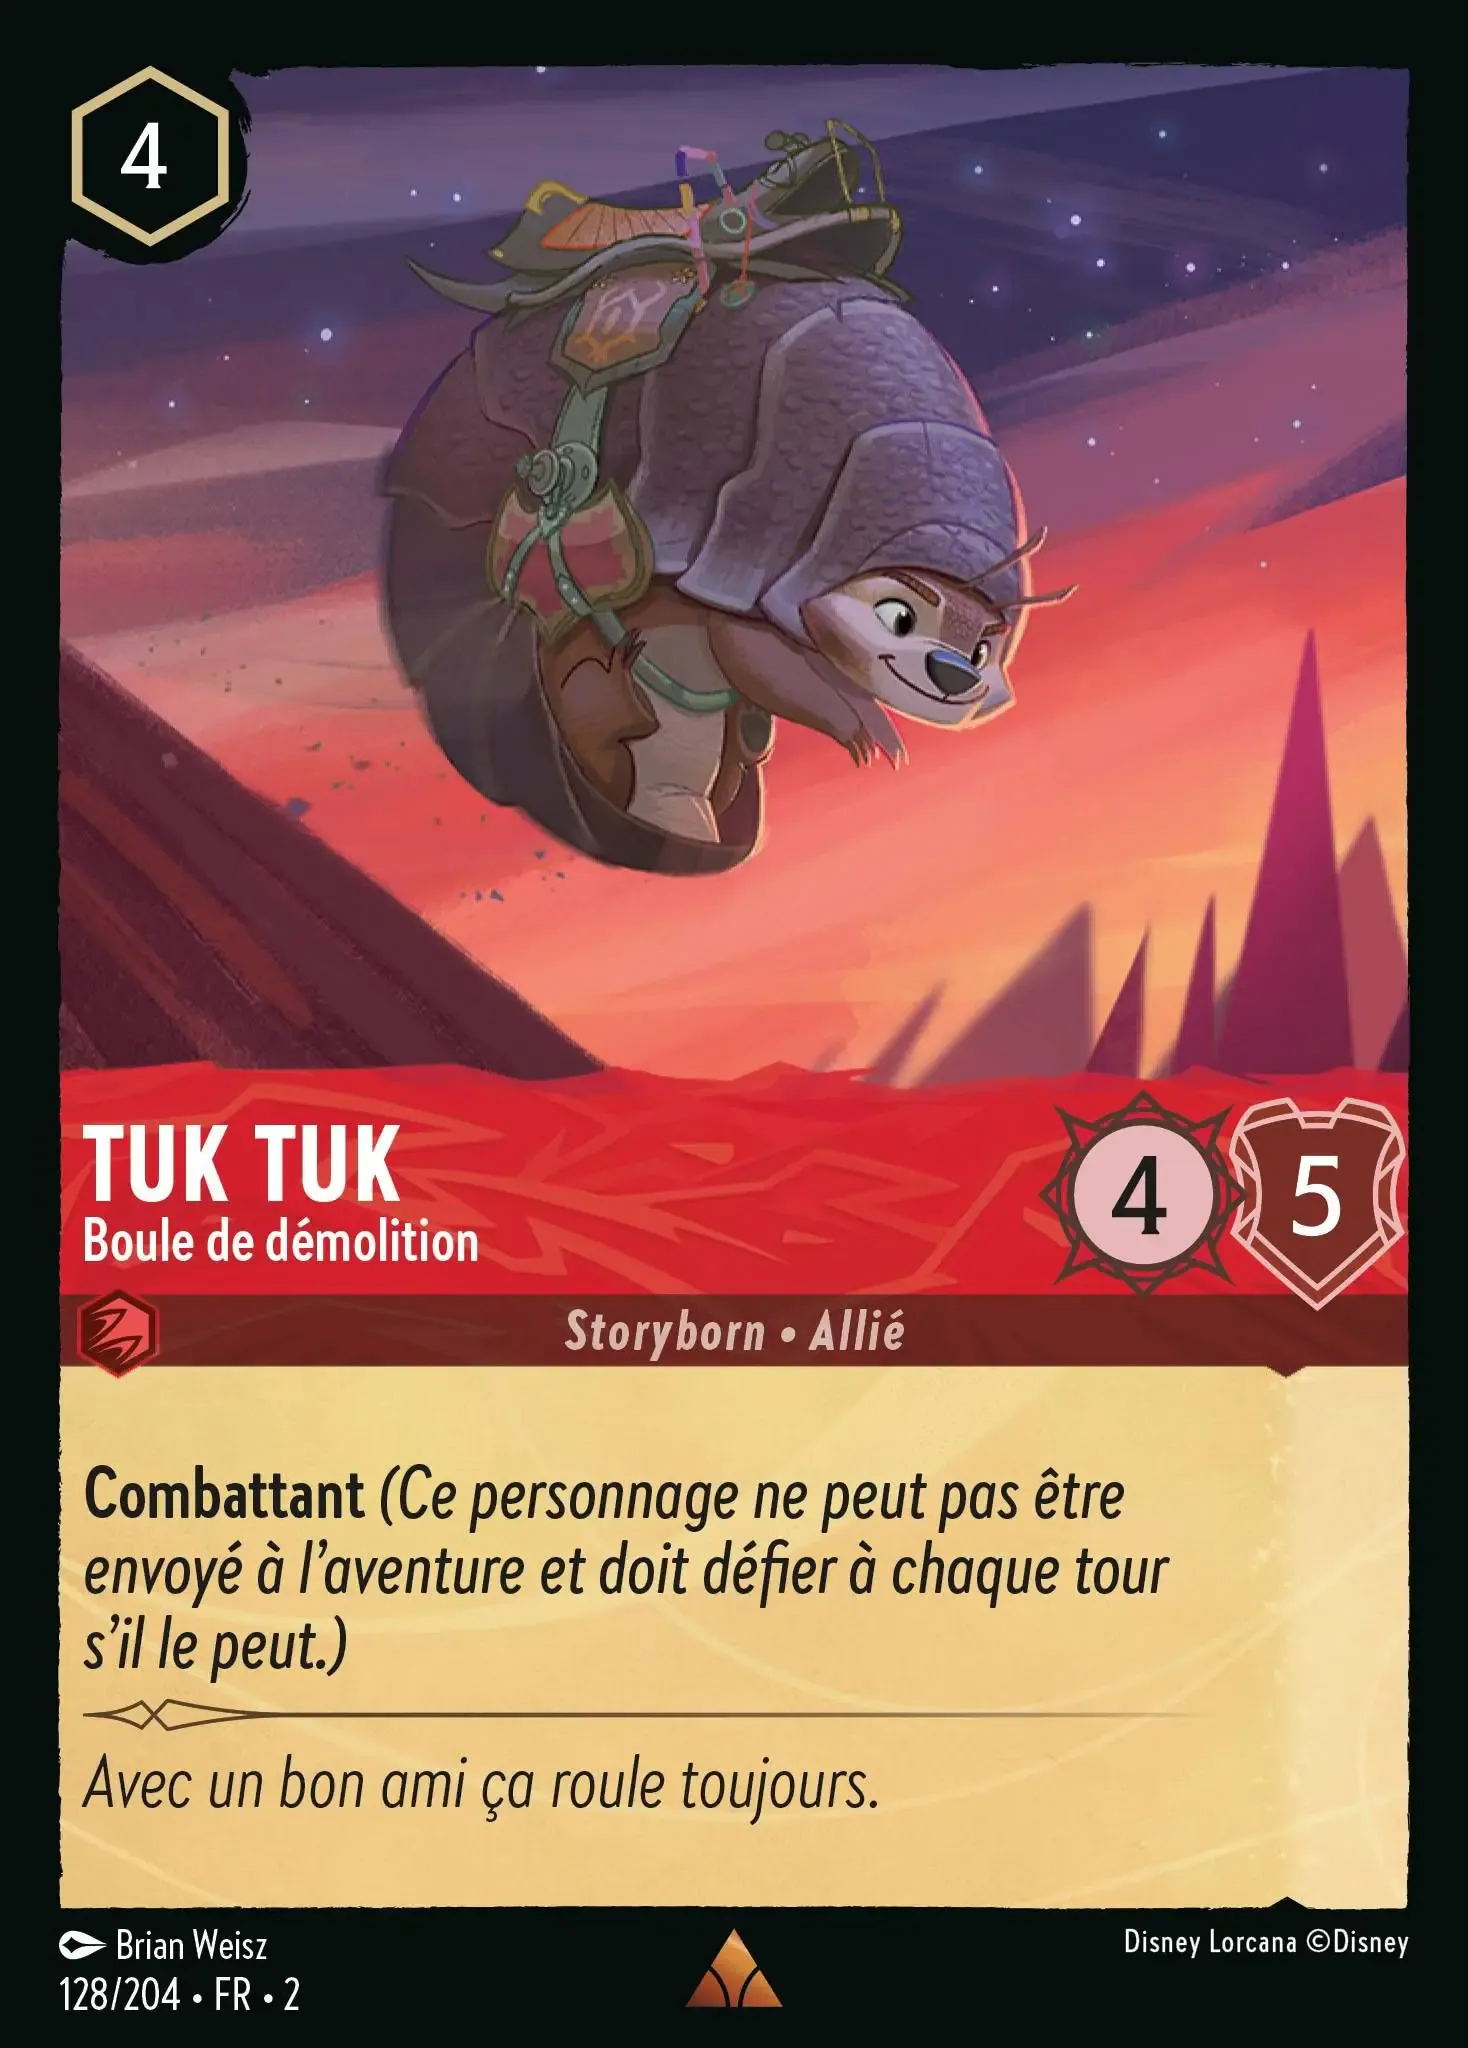 4
TUK TUK
Boule de démolition
4
5
Storyborn • Allié
Combattant (Ce personnage ne peut pas être
envoyé à l’aventure et doit défier à chaque tour
s’il le peut.)
Avec un bon ami ça roule toujours.
Brian Weisz
Disney Lorcana ©Disney
128/204 • FR • 2